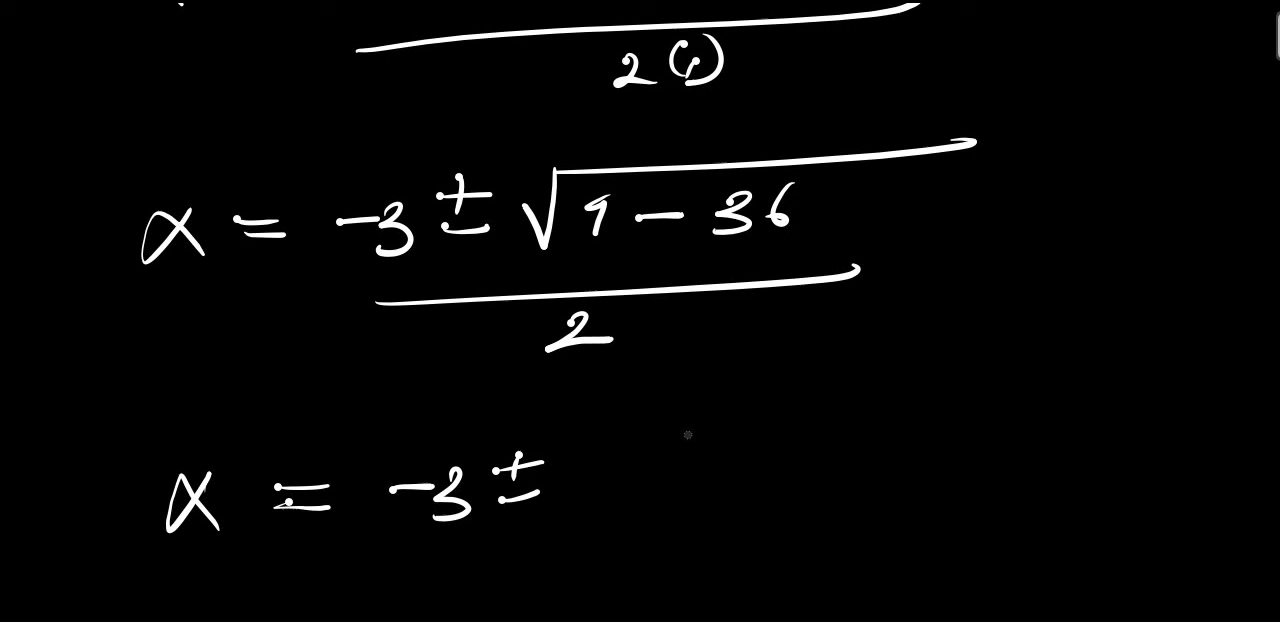 2(1)
x = -3 ± √9 - 36
2
x = -3 ±